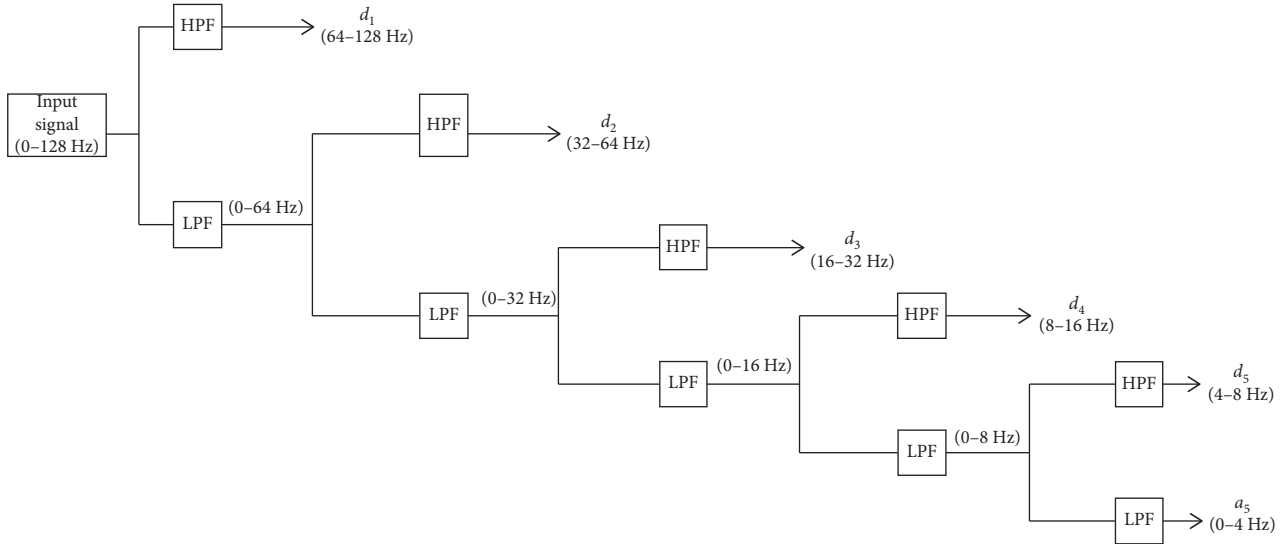 HPF
d1
(64–128 Hz)
Input
signal
(0–128 Hz)
HPF
d2
(32–64 Hz)
LPF
(0–64 Hz)
HPF
d3
(16–32 Hz)
LPF
(0–32 Hz)
HPF
d4
(8–16 Hz)
LPF
(0–16 Hz)
HPF
d5
(4–8 Hz)
LPF
(0–8 Hz)
LPF
a5
(0–4 Hz)